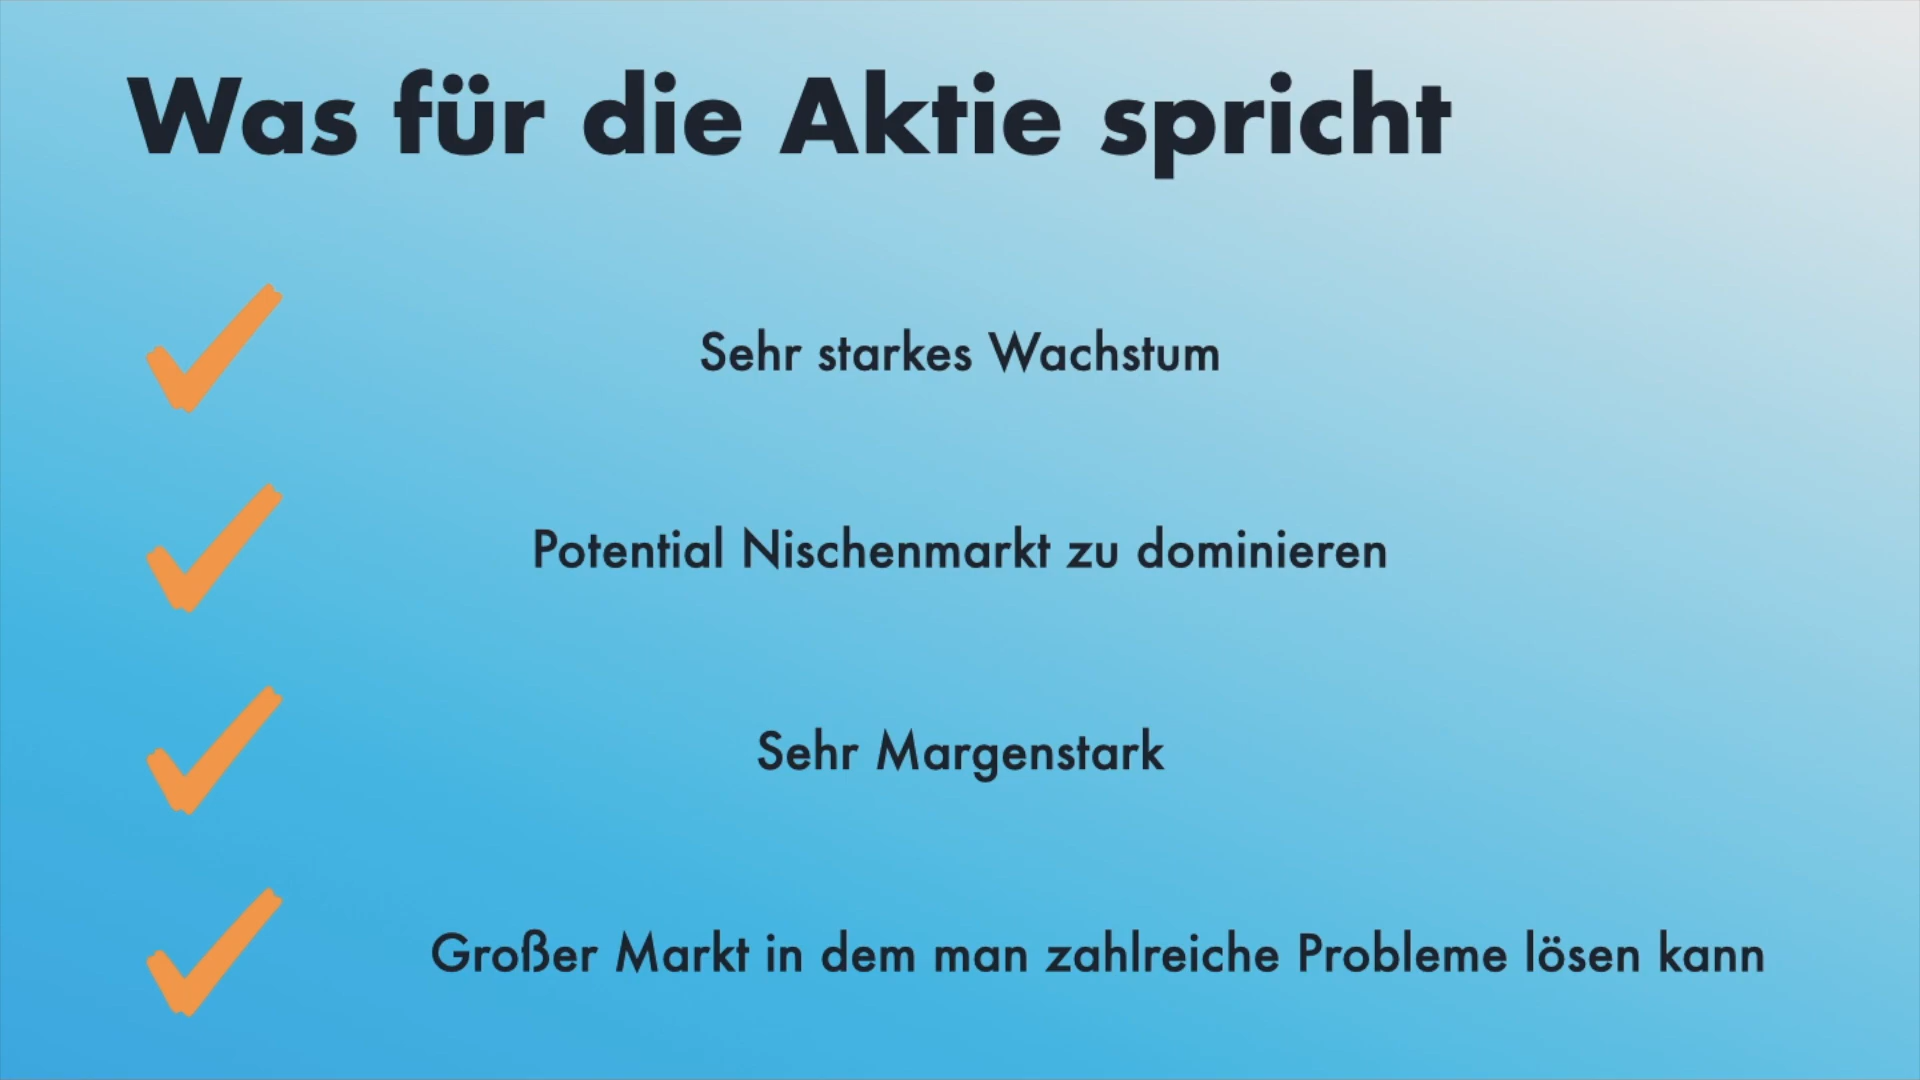 Was für die Aktie spricht
Sehr starkes Wachstum
Potential Nischenmarkt zu dominieren
Sehr Margenstark
Großer Markt in dem man zahlreiche Probleme lösen kann